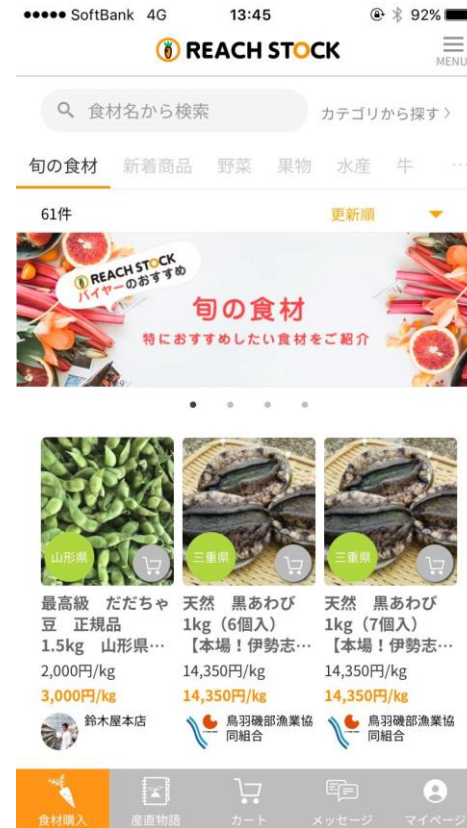 SoftBank 4G 13:45 92%
REACH STOCK
MENU
食材名から検索 カテゴリから探す
旬の食材 新着商品 野菜 果物 水産 牛 …
61件 更新順
REACH STOCK
バイヤーのおすすめ
旬の食材
特におすすめしたい食材をご紹介
山形県
三重県
三重県
最高級 だだちゃ
豆 正規品
1.5kg 山形県…
2,000円/kg
3,000円/kg
鈴木屋本店
天然 黒あわび
1kg（6個入）
【本場！伊勢志…
14,350円/kg
14,350円/kg
鳥羽磯部漁業協
同組合
天然 黒あわび
1kg（7個入）
【本場！伊勢志…
14,350円/kg
14,350円/kg
鳥羽磯部漁業協
同組合
食材購入 産直物語 カート メッセージ マイページ